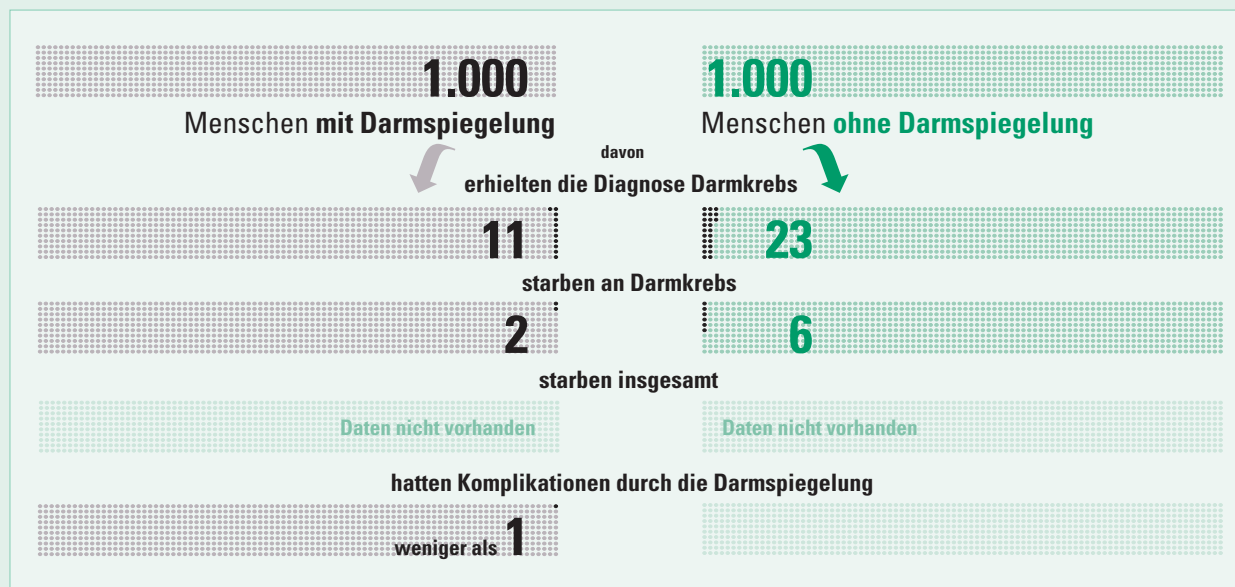 1.000 1.000
Menschen mit Darmspiegelung Menschen ohne Darmspiegelung
davon
erhielten die Diagnose Darmkrebs
11 23
starben an Darmkrebs
2 6
starben insgesamt
Daten nicht vorhanden Daten nicht vorhanden
hatten Komplikationen durch die Darmspiegelung
weniger als 1